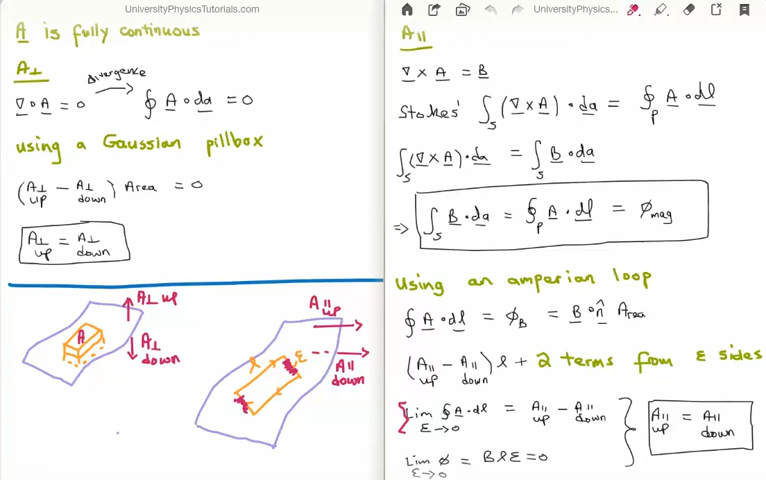 UniversityPhysicsTutorials.com
A is fully continuous
A⊥
∇ ∘ A = 0 divergence ∮ A ∘ da = 0
using a Gaussian pillbox
(A⊥ up − A⊥ down) Area = 0
A⊥ up = A⊥ down
A⊥ up
A
A⊥ down
A∥ up
l
ε
A∥ down
UniversityPhysics...
A∥
∇ × A = B
Stokes' ∫s (∇ × A) · da = ∮p A ∘ dl
∫s (∇ × A) · da = ∫s B ∘ da
=> ∫s B · da = ∮p A · dl = ϕmag
Using an amperian loop
∮ A ∘ dl = ϕB = B ∘ n̂ Area
(A∥ up − A∥ down) l + 2 terms from ε sides
Lim ε→0 ∮ A · dl = A∥ up − A∥ down
A∥ up = A∥ down
Lim ε→0 ϕ = B l ε = 0